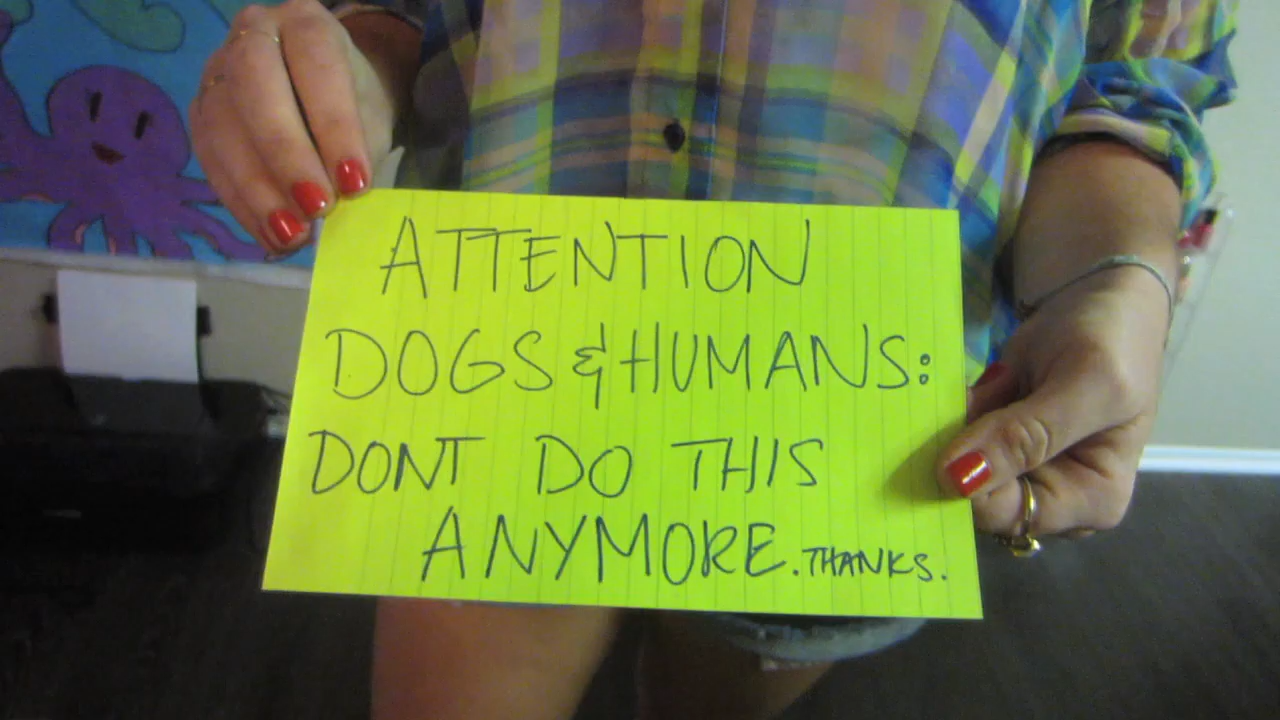 ATTENTION
DOGS & HUMANS:
DONT DO THIS
ANYMORE. THANKS.